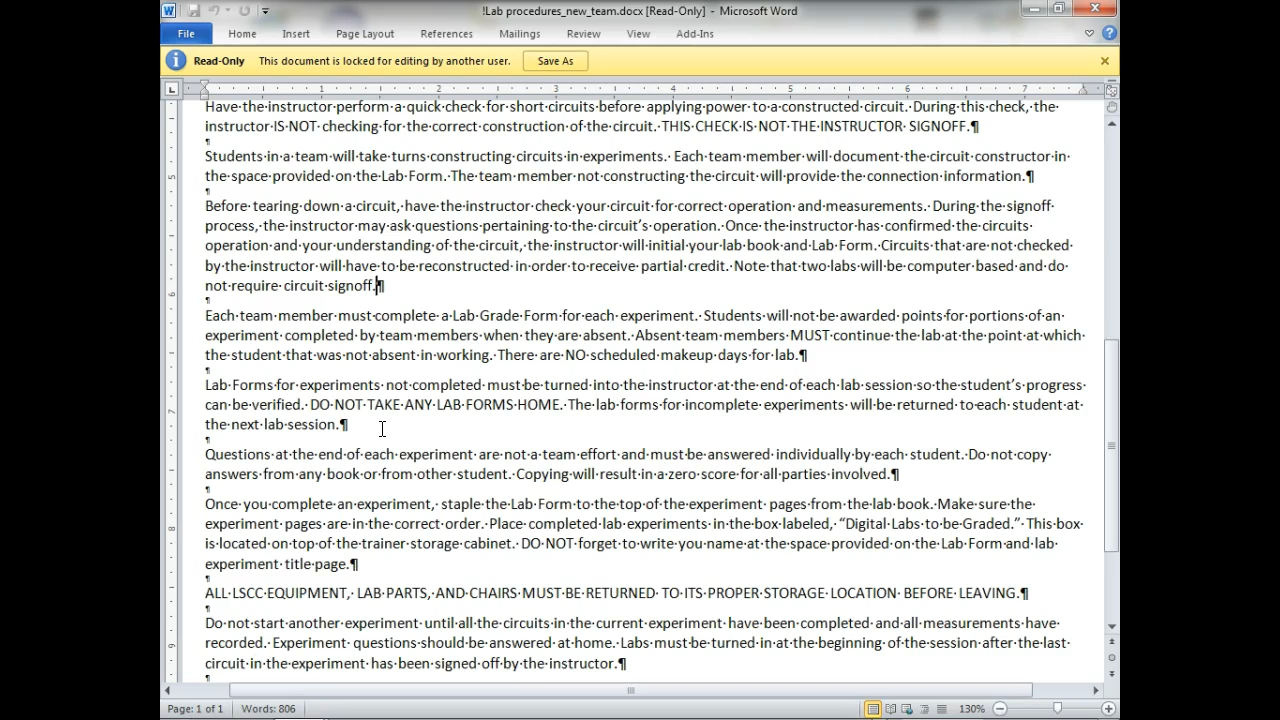 !Lab procedures_new_team.docx [Read-Only] - Microsoft Word
File Home Insert Page Layout References Mailings Review View Add-Ins
Read-Only This document is locked for editing by another user. Save As
1 2 3 4 5 6 7
Have the instructor perform a quick check for short circuits before applying power to a constructed circuit. During this check, the
instructor IS NOT checking for the correct construction of the circuit. THIS CHECK IS NOT THE INSTRUCTOR SIGNOFF.¶
¶
Students in a team will take turns constructing circuits in experiments. Each team member will document the circuit constructor in
the space provided on the Lab Form. The team member not constructing the circuit will provide the connection information.¶
¶
Before tearing down a circuit, have the instructor check your circuit for correct operation and measurements. During the signoff
process, the instructor may ask questions pertaining to the circuit's operation. Once the instructor has confirmed the circuits
operation and your understanding of the circuit, the instructor will initial your lab book and Lab Form. Circuits that are not checked
by the instructor will have to be reconstructed in order to receive partial credit. Note that two labs will be computer based and do
not require circuit signoff.¶
¶
Each team member must complete a Lab Grade Form for each experiment. Students will not be awarded points for portions of an
experiment completed by team members when they are absent. Absent team members MUST continue the lab at the point at which
the student that was not absent in working. There are NO scheduled makeup days for lab.¶
¶
Lab Forms for experiments not completed must be turned into the instructor at the end of each lab session so the student's progress
can be verified. DO NOT TAKE ANY LAB FORMS HOME. The lab forms for incomplete experiments will be returned to each student at
the next lab session.¶
¶
Questions at the end of each experiment are not a team effort and must be answered individually by each student. Do not copy
answers from any book or from other student. Copying will result in a zero score for all parties involved.¶
¶
Once you complete an experiment, staple the Lab Form to the top of the experiment pages from the lab book. Make sure the
experiment pages are in the correct order. Place completed lab experiments in the box labeled, “Digital Labs to be Graded.” This box
is located on top of the trainer storage cabinet. DO NOT forget to write you name at the space provided on the Lab Form and lab
experiment title page.¶
¶
ALL LSCC EQUIPMENT, LAB PARTS, AND CHAIRS MUST BE RETURNED TO ITS PROPER STORAGE LOCATION BEFORE LEAVING.¶
¶
Do not start another experiment until all the circuits in the current experiment have been completed and all measurements have
recorded. Experiment questions should be answered at home. Labs must be turned in at the beginning of the session after the last
circuit in the experiment has been signed off by the instructor.¶
¶
Page: 1 of 1 Words: 806 130%